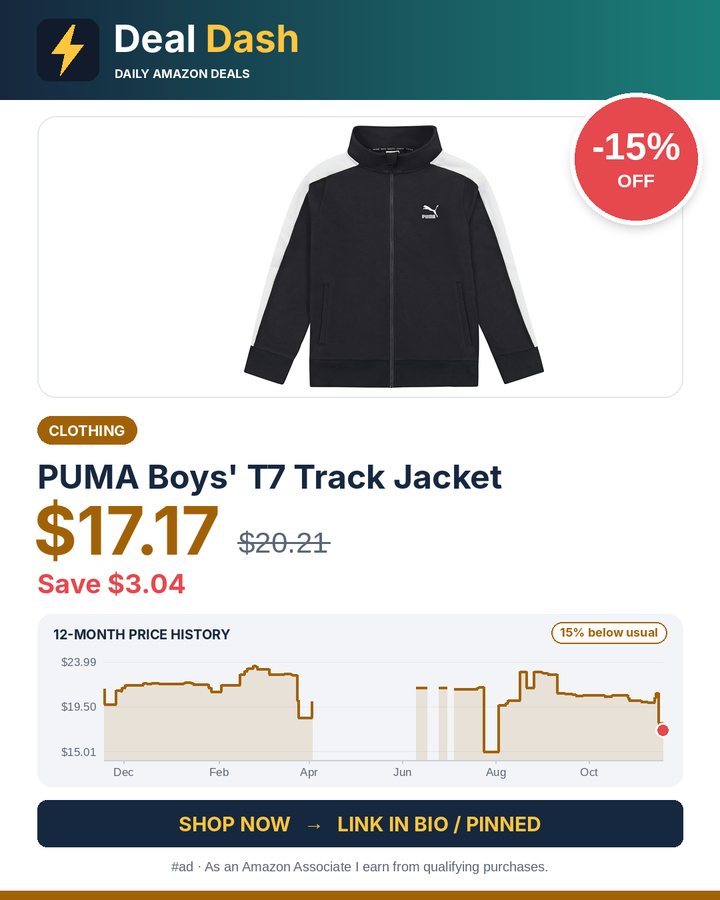 Deal Dash
DAILY AMAZON DEALS
-15%
OFF
PUMA
CLOTHING
PUMA Boys' T7 Track Jacket
$17.17 $20.21
Save $3.04
12-MONTH PRICE HISTORY
15% below usual
$23.99
$19.50
$15.01
Dec Feb Apr Jun Aug Oct
SHOP NOW → LINK IN BIO / PINNED
#ad · As an Amazon Associate I earn from qualifying purchases.